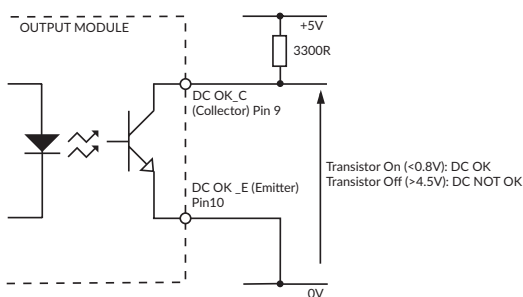 OUTPUT MODULE
+5V
3300R
DC OK_C
(Collector) Pin 9
Transistor On (<0.8V): DC OK
Transistor Off (>4.5V): DC NOT OK
DC OK _E (Emitter)
Pin10
0V